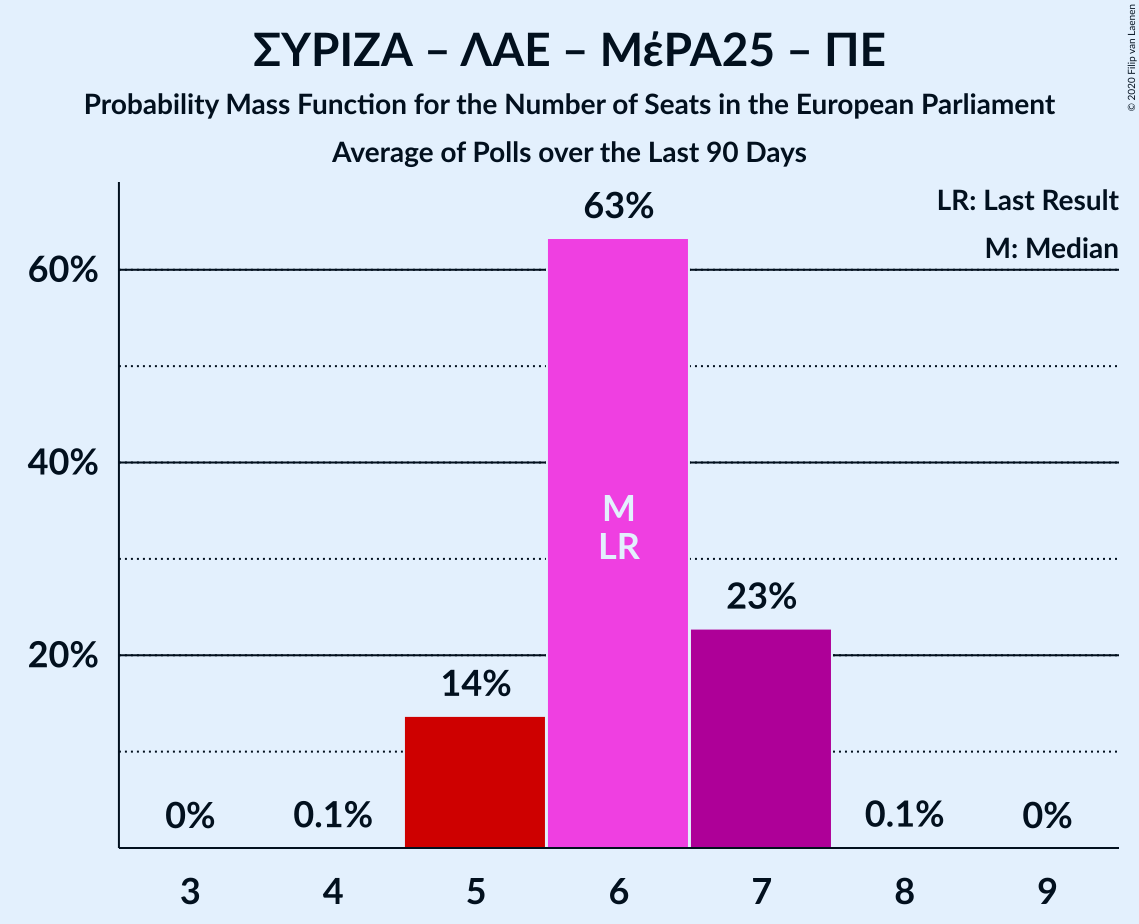 ΣΥΡΙΖΑ – ΛΑΕ – ΜέΡΑ25 – ΠΕ
Probability Mass Function for the Number of Seats in the European Parliament
Average of Polls over the Last 90 Days
© 2020 Filip van Laenen
LR: Last Result
M: Median
60%
40%
20%
0%
0.1%
14%
63%
M
LR
23%
0.1%
0%
3
4
5
6
7
8
9